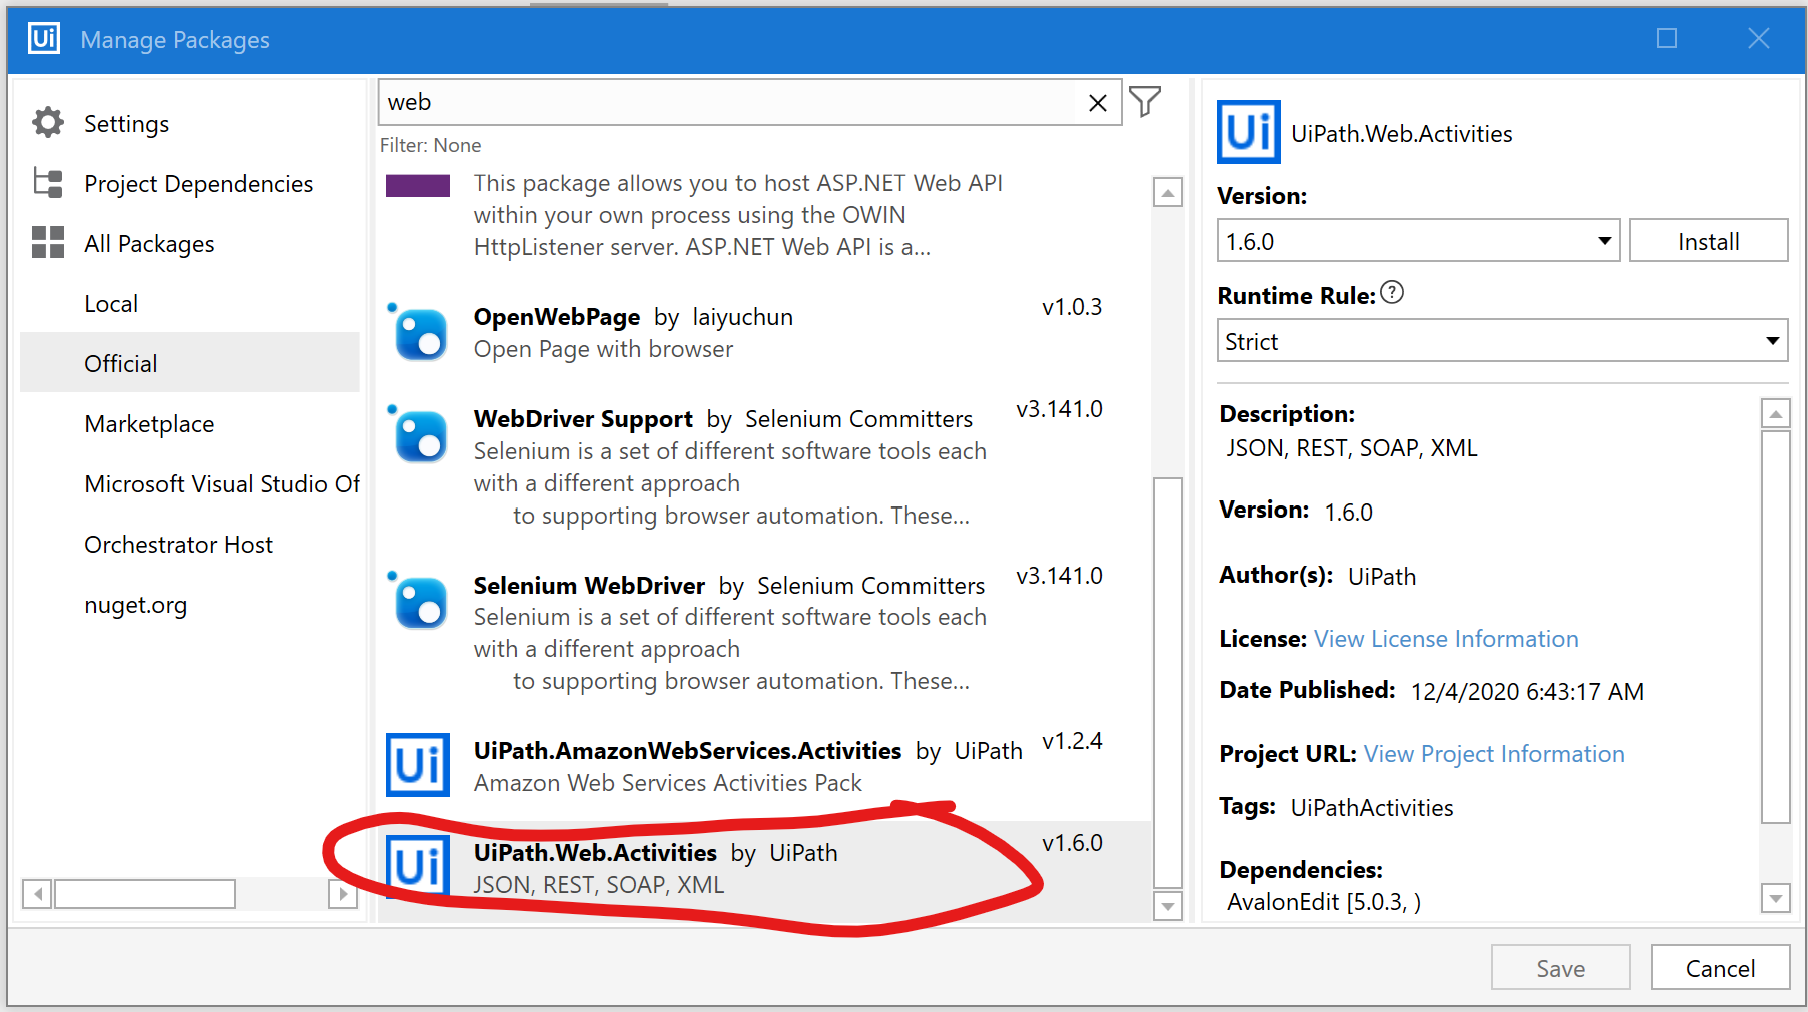 Ui Manage Packages
Settings
Project Dependencies
All Packages
Local
Official
Marketplace
Microsoft Visual Studio Of
Orchestrator Host
nuget.org
web
Filter: None
This package allows you to host ASP.NET Web API
within your own process using the OWIN
HttpListener server. ASP.NET Web API is a...
OpenWebPage by laiyuchun v1.0.3
Open Page with browser
WebDriver Support by Selenium Committers v3.141.0
Selenium is a set of different software tools each
with a different approach
to supporting browser automation. These...
Selenium WebDriver by Selenium Committers v3.141.0
Selenium is a set of different software tools each
with a different approach
to supporting browser automation. These...
Ui UiPath.AmazonWebServices.Activities by UiPath v1.2.4
Amazon Web Services Activities Pack
Ui UiPath.Web.Activities by UiPath v1.6.0
JSON, REST, SOAP, XML
Ui UiPath.Web.Activities
Version:
1.6.0 Install
Runtime Rule: ?
Strict
Description:
JSON, REST, SOAP, XML
Version: 1.6.0
Author(s): UiPath
License: View License Information
Date Published: 12/4/2020 6:43:17 AM
Project URL: View Project Information
Tags: UiPathActivities
Dependencies:
AvalonEdit [5.0.3, )
Save Cancel